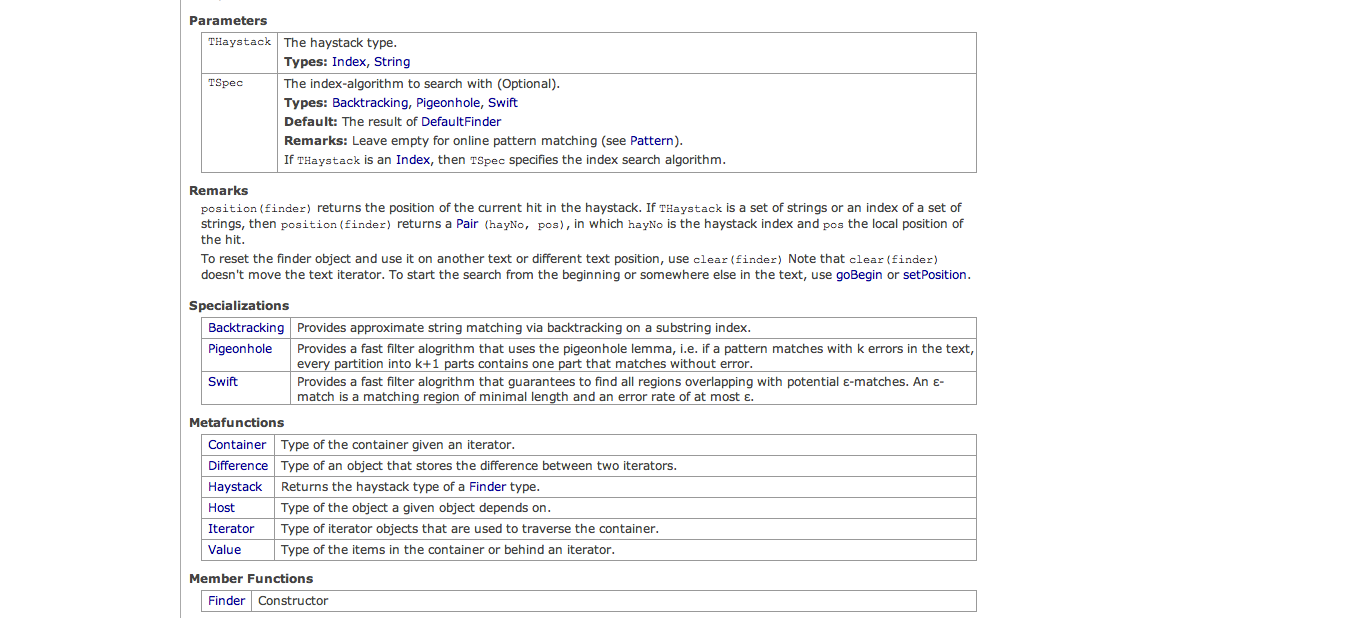 Parameters
THaystack The haystack type.
Types: Index, String
TSpec The index-algorithm to search with (Optional).
Types: Backtracking, Pigeonhole, Swift
Default: The result of DefaultFinder
Remarks: Leave empty for online pattern matching (see Pattern).
If THaystack is an Index, then TSpec specifies the index search algorithm.
Remarks
position(finder) returns the position of the current hit in the haystack. If THaystack is a set of strings or an index of a set of
strings, then position(finder) returns a Pair (hayNo, pos), in which hayNo is the haystack index and pos the local position of
the hit.
To reset the finder object and use it on another text or different text position, use clear(finder) Note that clear(finder)
doesn't move the text iterator. To start the search from the beginning or somewhere else in the text, use goBegin or setPosition.
Specializations
Backtracking Provides approximate string matching via backtracking on a substring index.
Pigeonhole Provides a fast filter alogrithm that uses the pigeonhole lemma, i.e. if a pattern matches with k errors in the text,
every partition into k+1 parts contains one part that matches without error.
Swift Provides a fast filter alogrithm that guarantees to find all regions overlapping with potential ε-matches. An ε-
match is a matching region of minimal length and an error rate of at most ε.
Metafunctions
Container Type of the container given an iterator.
Difference Type of an object that stores the difference between two iterators.
Haystack Returns the haystack type of a Finder type.
Host Type of the object a given object depends on.
Iterator Type of iterator objects that are used to traverse the container.
Value Type of the items in the container or behind an iterator.
Member Functions
Finder Constructor